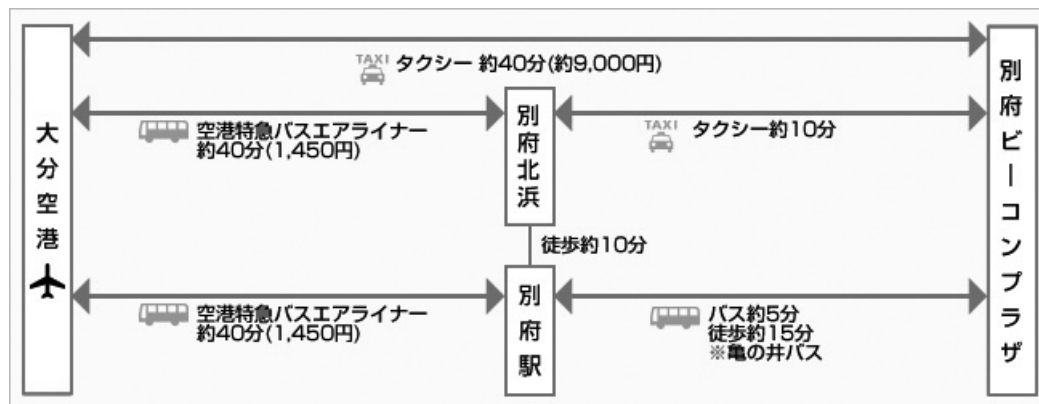 大分空港
TAXI タクシー 約40分(約9,000円)
空港特急バスエアライナー
約40分(1,450円)
別府北浜
TAXI タクシー約10分
徒歩約10分
空港特急バスエアライナー
約40分(1,450円)
別府駅
バス約5分
徒歩約15分
※亀の井バス
別府ビーコンプラザ